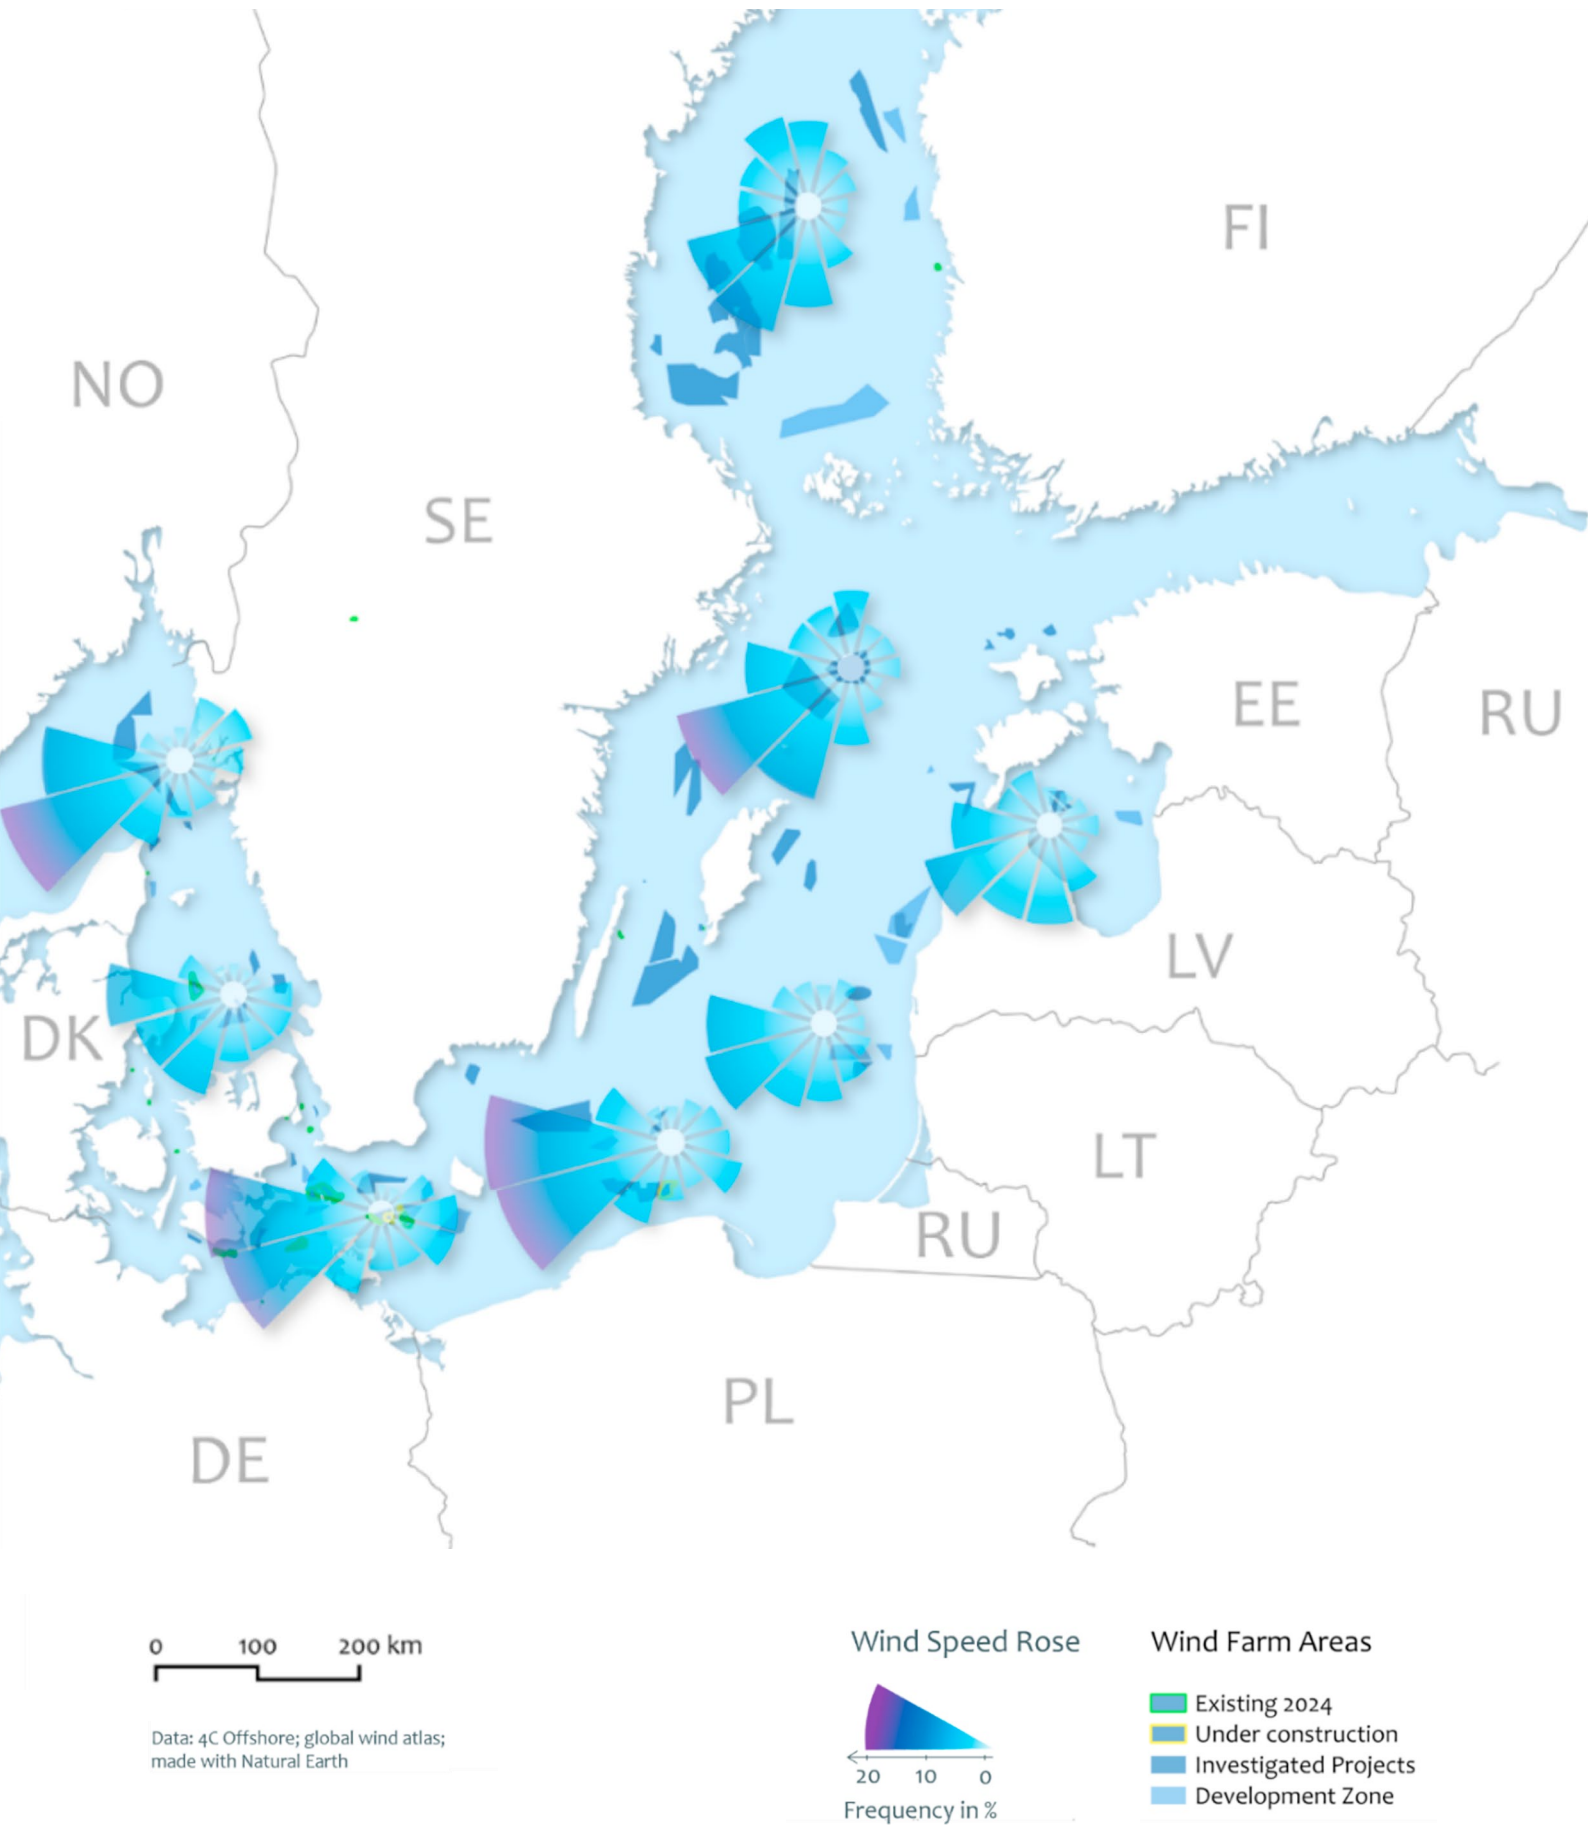 FI
NO
SE
EE
RU
LV
DK
LT
RU
PL
DE
0 100 200 km
Data: 4C Offshore; global wind atlas;
made with Natural Earth
Wind Speed Rose
20 10 0
Frequency in %
Wind Farm Areas
Existing 2024
Under construction
Investigated Projects
Development Zone